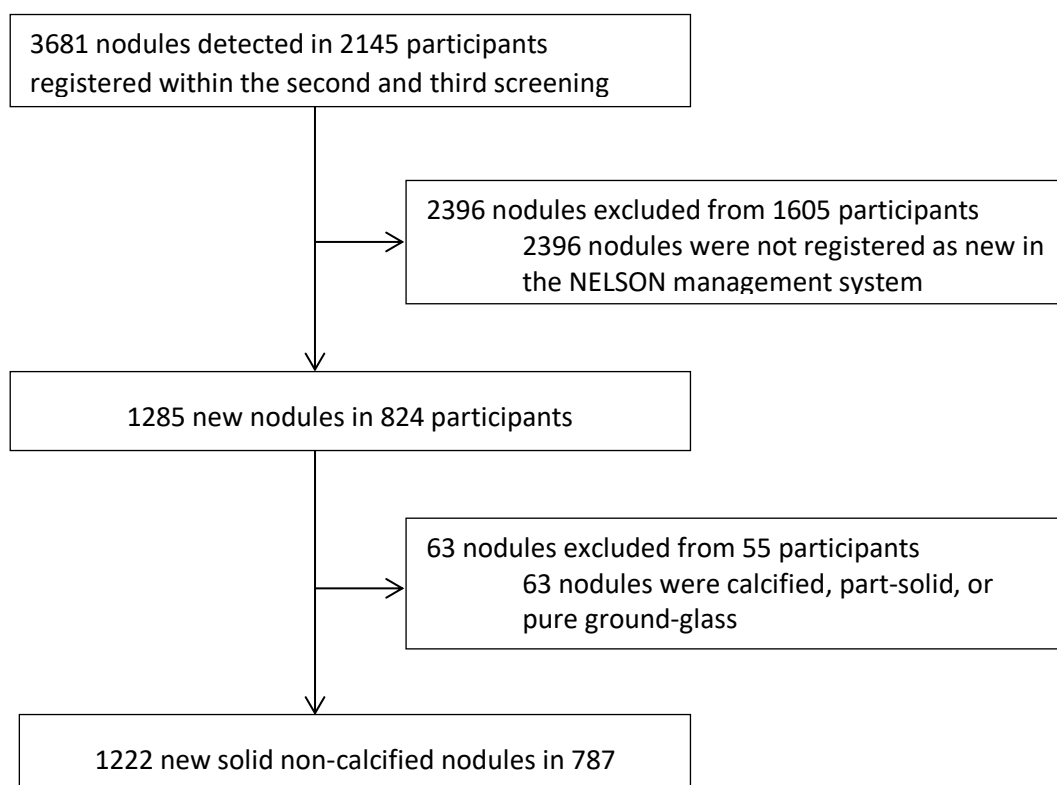 3681 nodules detected in 2145 participants
registered within the second and third screening
2396 nodules excluded from 1605 participants
2396 nodules were not registered as new in
the NELSON management system
1285 new nodules in 824 participants
63 nodules excluded from 55 participants
63 nodules were calcified, part-solid, or
pure ground-glass
1222 new solid non-calcified nodules in 787